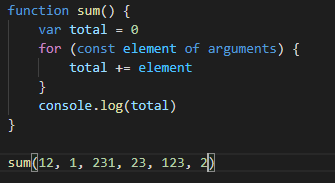 function sum() {
    var total = 0
    for (const element of arguments) {
        total += element
    }
    console.log(total)
}

sum(12, 1, 231, 23, 123, 2)